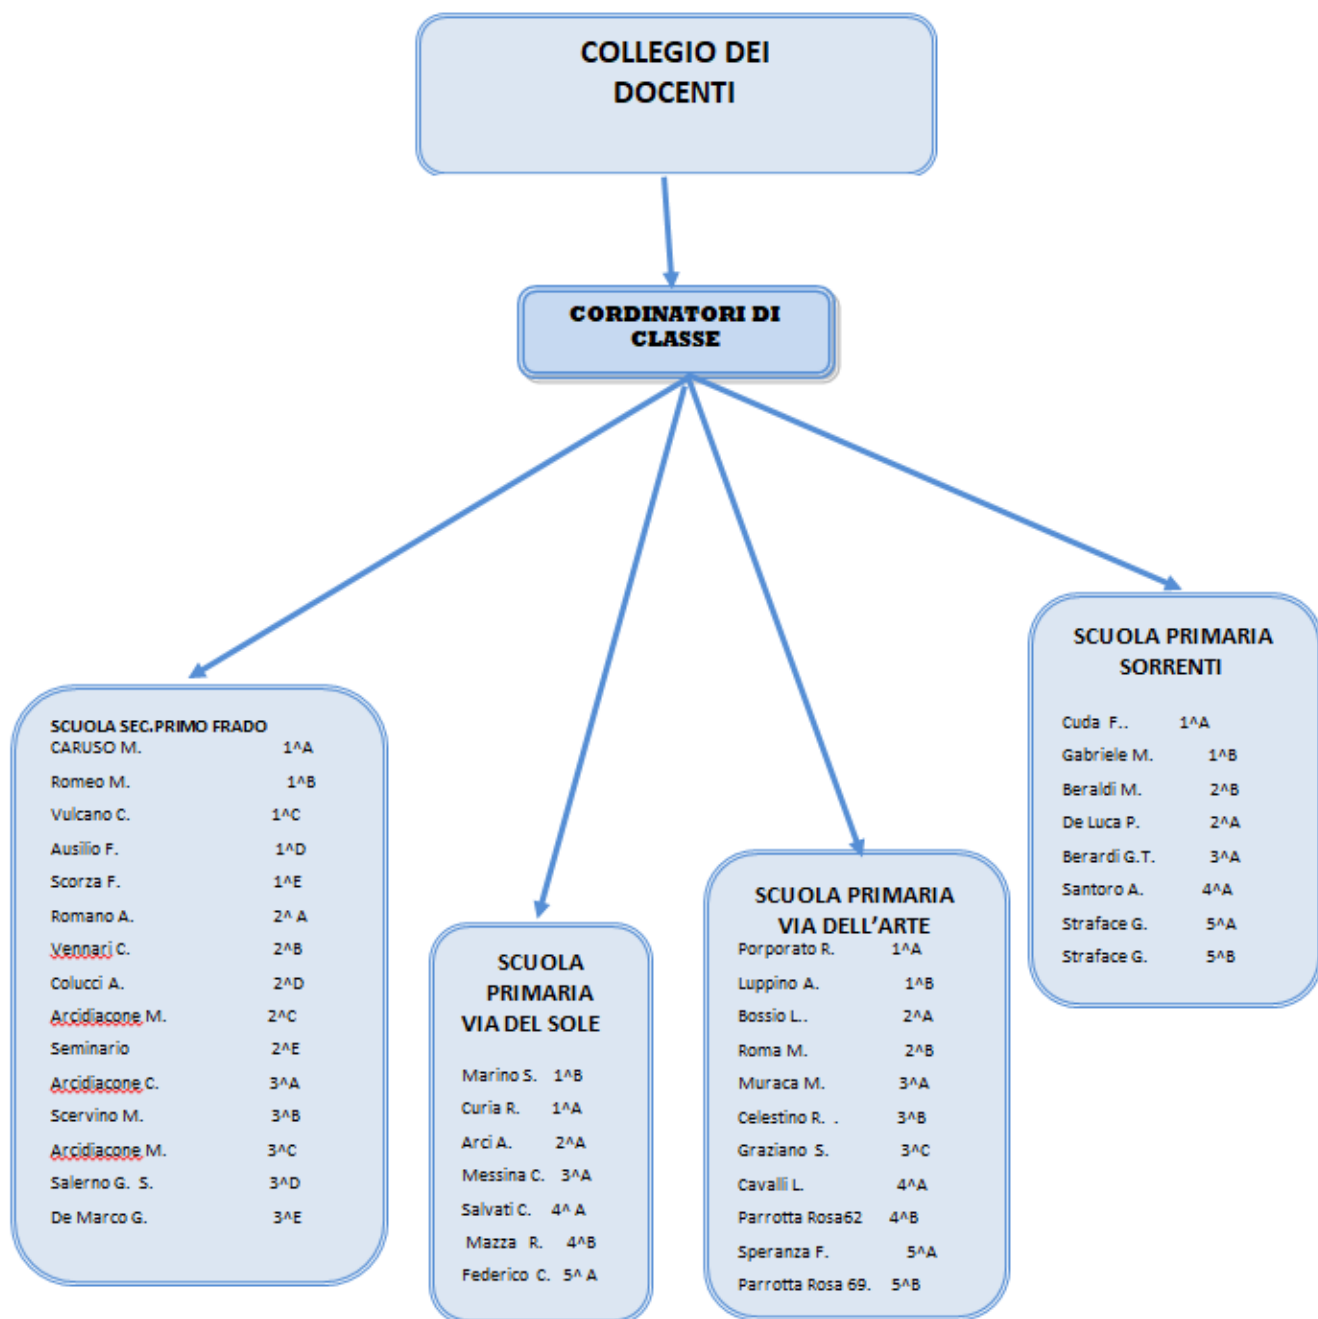 COLLEGIO DEI
DOCENTI
CORDINATORI DI
CLASSE
SCUOLA SEC.PRIMO FRADO
CARUSO M. 1^A
Romeo M. 1^B
Vulcano C. 1^C
Ausilio F. 1^D
Scorza F. 1^E
Romano A. 2^ A
Vennari C. 2^B
Colucci A. 2^D
Arcidiacone M. 2^C
Seminario 2^E
Arcidiacone C. 3^A
Scervino M. 3^B
Arcidiacone M. 3^C
Salerno G. S. 3^D
De Marco G. 3^E
SCUOLA
PRIMARIA
VIA DEL SOLE
Marino S. 1^B
Curia R. 1^A
Arci A. 2^A
Messina C. 3^A
Salvati C. 4^ A
Mazza R. 4^B
Federico C. 5^ A
SCUOLA PRIMARIA
VIA DELL’ARTE
Porporato R. 1^A
Luppino A. 1^B
Bossio L.. 2^A
Roma M. 2^B
Muraca M. 3^A
Celestino R. . 3^B
Graziano S. 3^C
Cavalli L. 4^A
Parrotta Rosa62 4^B
Speranza F. 5^A
Parrotta Rosa 69. 5^B
SCUOLA PRIMARIA
SORRENTI
Cuda F.. 1^A
Gabriele M. 1^B
Beraldi M. 2^B
De Luca P. 2^A
Berardi G.T. 3^A
Santoro A. 4^A
Straface G. 5^A
Straface G. 5^B